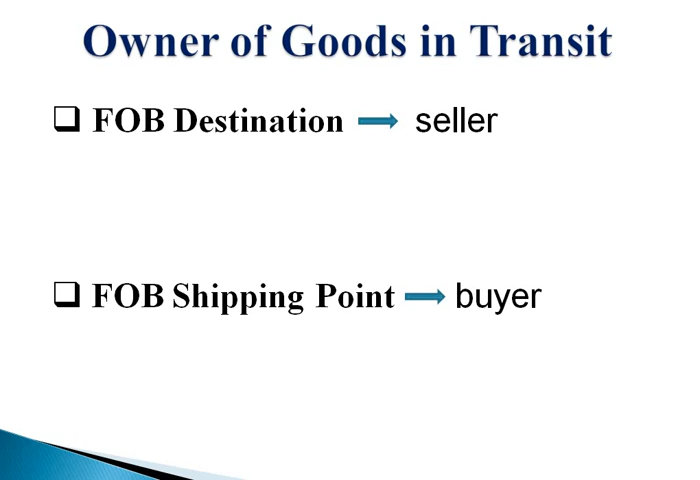 Owner of Goods in Transit
FOB Destination → seller
FOB Shipping Point → buyer